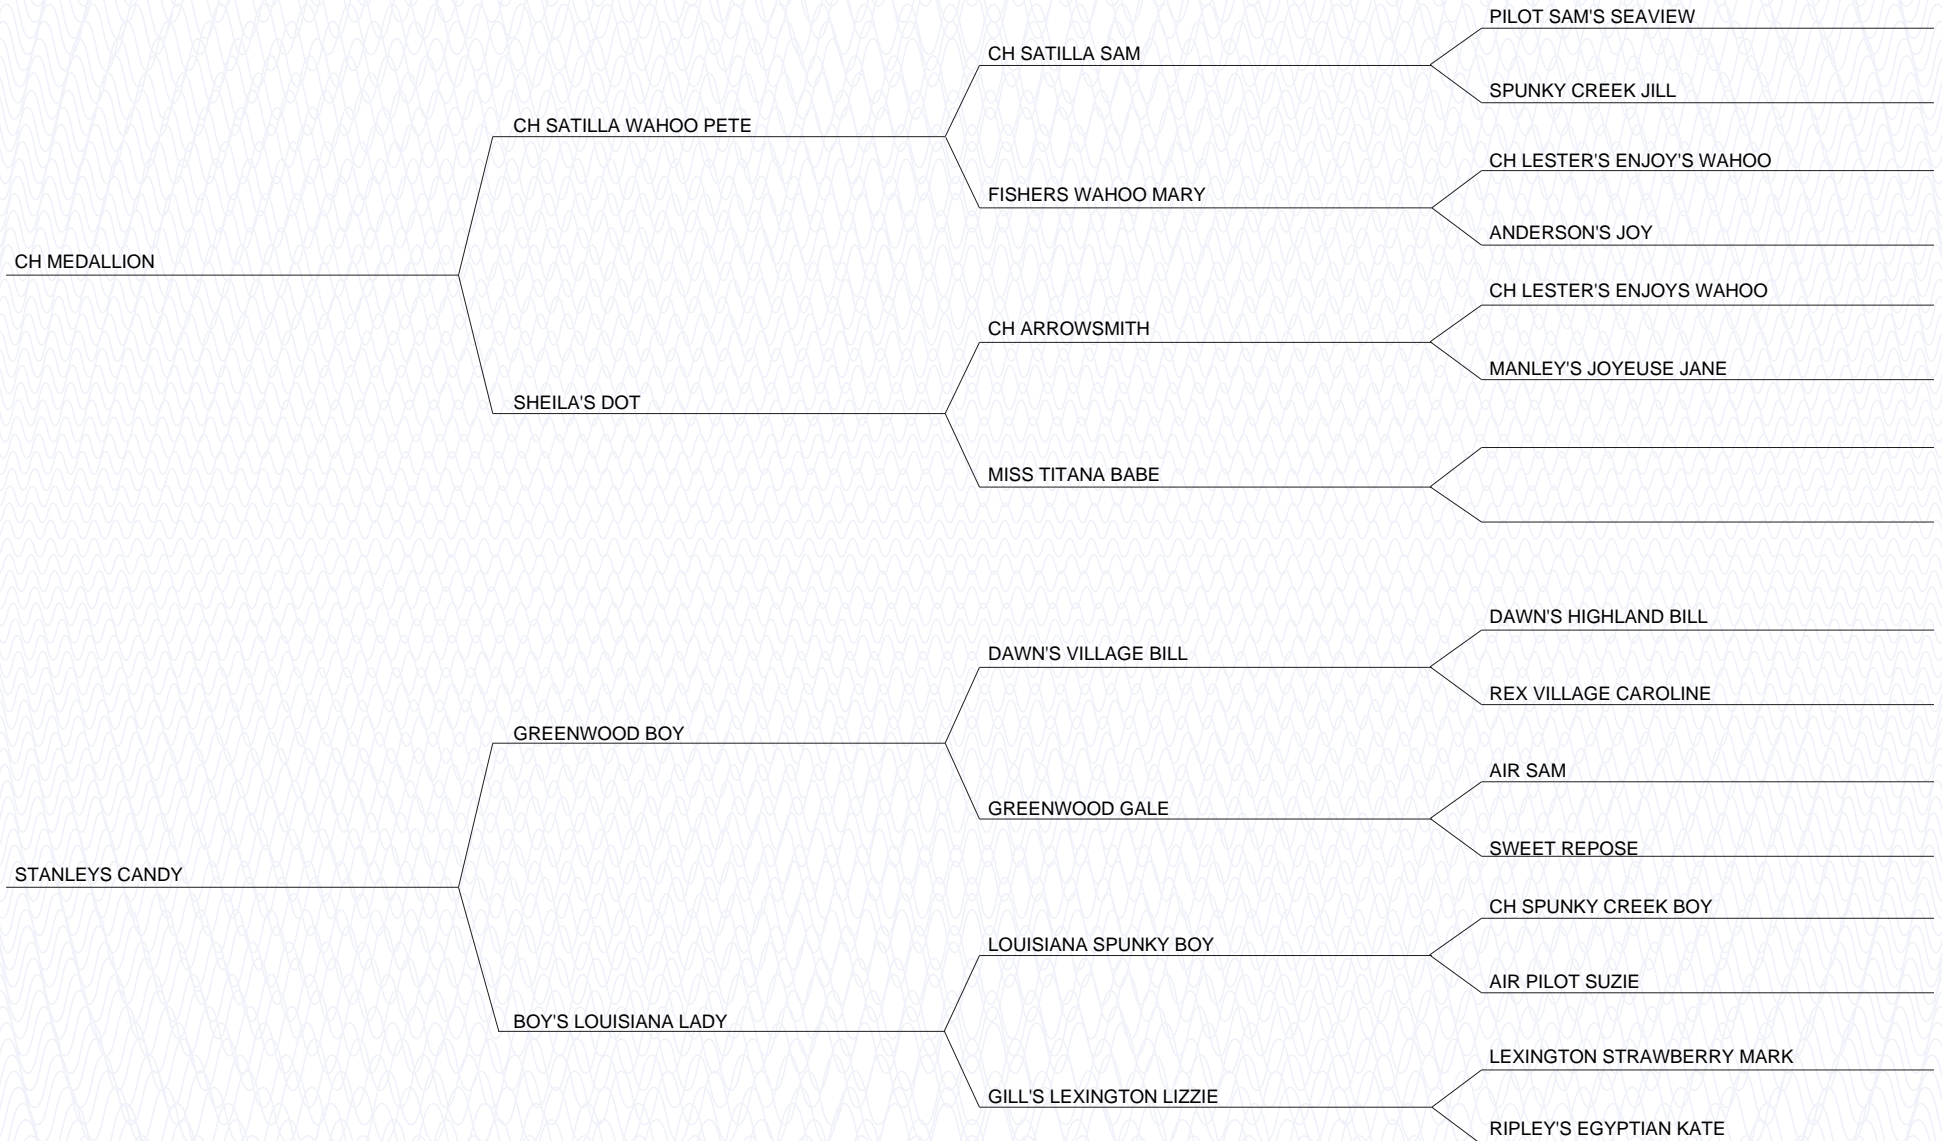 PILOT SAM'S SEAVIEW
CH SATILLA SAM
SPUNKY CREEK JILL
CH SATILLA WAHOO PETE
CH LESTER'S ENJOY'S WAHOO
FISHERS WAHOO MARY
ANDERSON'S JOY
CH MEDALLION
CH LESTER'S ENJOYS WAHOO
CH ARROWSMITH
MANLEY'S JOYEUSE JANE
SHEILA'S DOT
MISS TITANA BABE
DAWN'S HIGHLAND BILL
DAWN'S VILLAGE BILL
REX VILLAGE CAROLINE
GREENWOOD BOY
AIR SAM
GREENWOOD GALE
SWEET REPOSE
STANLEYS CANDY
CH SPUNKY CREEK BOY
LOUISIANA SPUNKY BOY
AIR PILOT SUZIE
BOY'S LOUISIANA LADY
LEXINGTON STRAWBERRY MARK
GILL'S LEXINGTON LIZZIE
RIPLEY'S EGYPTIAN KATE